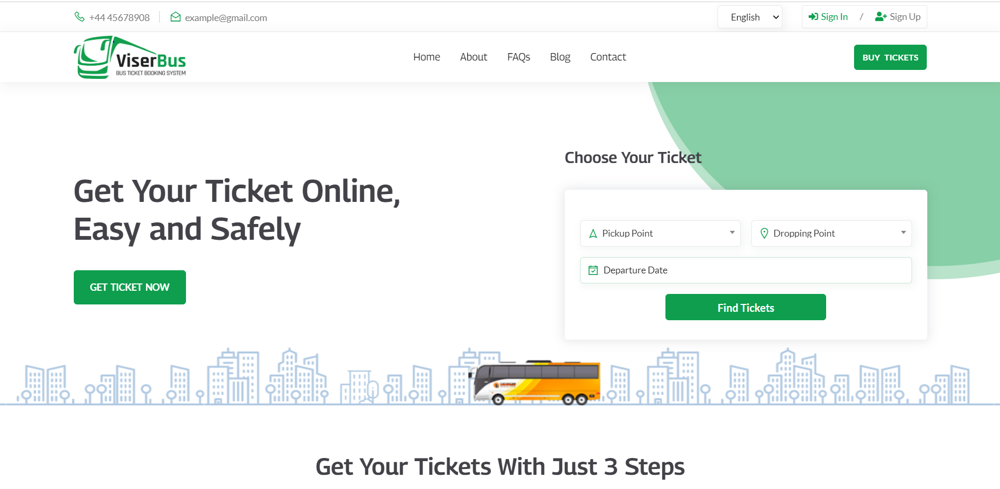 +44 45678908
example@gmail.com
English
Sign In / Sign Up
ViserBus
BUS TICKET BOOKING SYSTEM
Home
About
FAQs
Blog
Contact
BUY TICKETS
Choose Your Ticket
Get Your Ticket Online,
Easy and Safely
GET TICKET NOW
Pickup Point
Dropping Point
Departure Date
Find Tickets
Get Your Tickets With Just 3 Steps